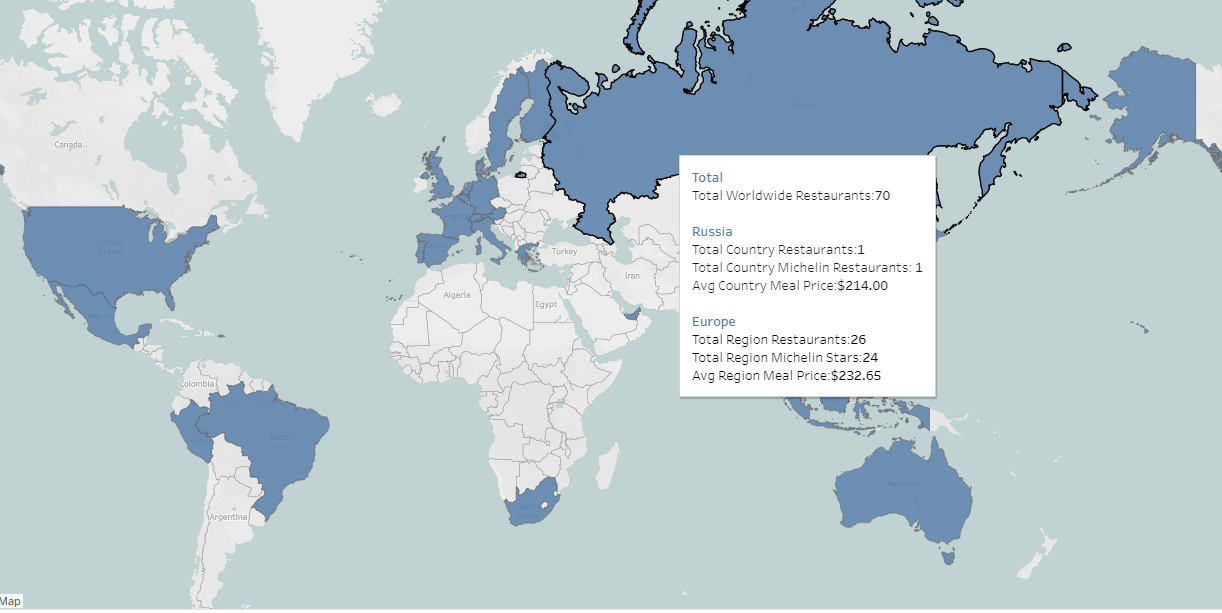 Russia
Canada
United
States
Mexico
Colombia
Peru
Brazil
Argentina
France
Spain
Turkey
Iran
Algeria
Egypt
South
Africa
Australia
Total
Total Worldwide Restaurants:70
Russia
Total Country Restaurants:1
Total Country Michelin Restaurants: 1
Avg Country Meal Price:$214.00
Europe
Total Region Restaurants:26
Total Region Michelin Stars:24
Avg Region Meal Price:$232.65
Map